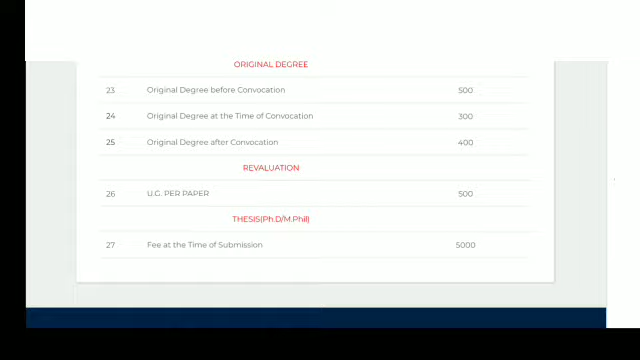 ORIGINAL DEGREE
23 Original Degree before Convocation 500
24 Original Degree at the Time of Convocation 300
25 Original Degree after Convocation 400
REVALUATION
26 U.G. PER PAPER 500
THESIS(Ph.D/M.Phil)
27 Fee at the Time of Submission 5000